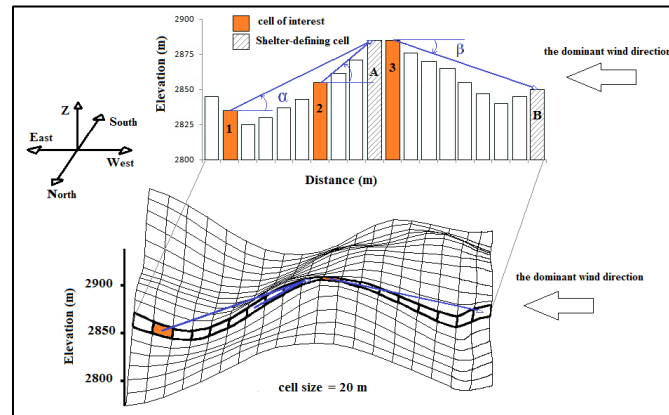 2900
cell of interest
Shelter-defining cell
Elevation (m)
2875
2850
2825
2800
α
β
1
2
A
3
B
the dominant wind direction
Distance (m)
Z
East
South
North
West
Elevation (m)
2900
2850
2800
the dominant wind direction
cell size = 20 m